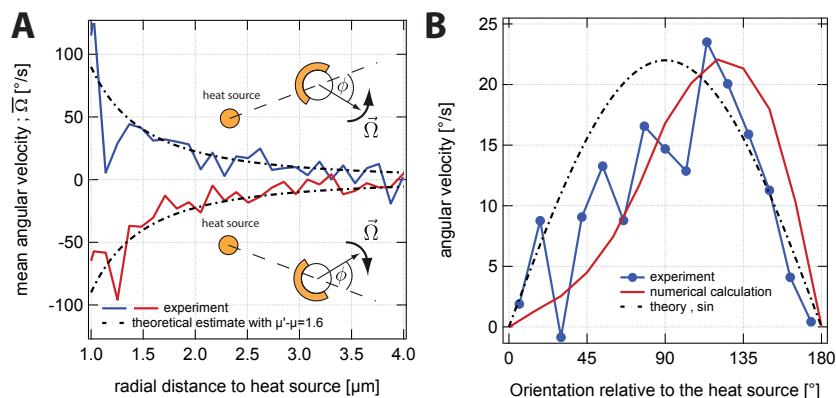 A
mean angular velocity ; Ω̅ [°/s]
100
50
0
-50
-100
heat source
ϕ
Ω⃗
heat source
Ω⃗
ϕ
experiment
theoretical estimate with μ'-μ=1.6
1.0 1.5 2.0 2.5 3.0 3.5 4.0
radial distance to heat source [μm]
B
angular velocity [°/s]
25
20
15
10
5
0
experiment
numerical calculation
theory , sin
0 45 90 135 180
Orientation relative to the heat source [°]